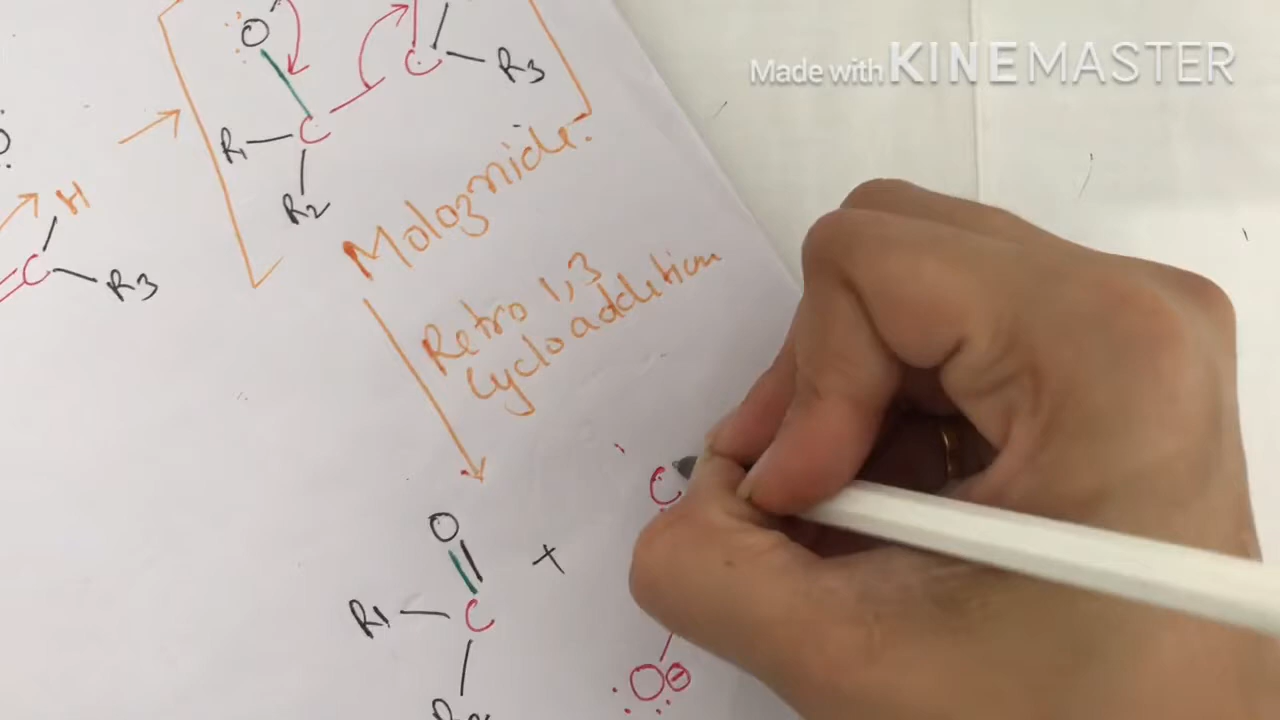 Made with KINEMASTER
O
C
R3
R1
C
R2
H
C
R3
Molozonide.
Retro 1,3
Cycloaddition
C
O
+
R1
C
O⊖